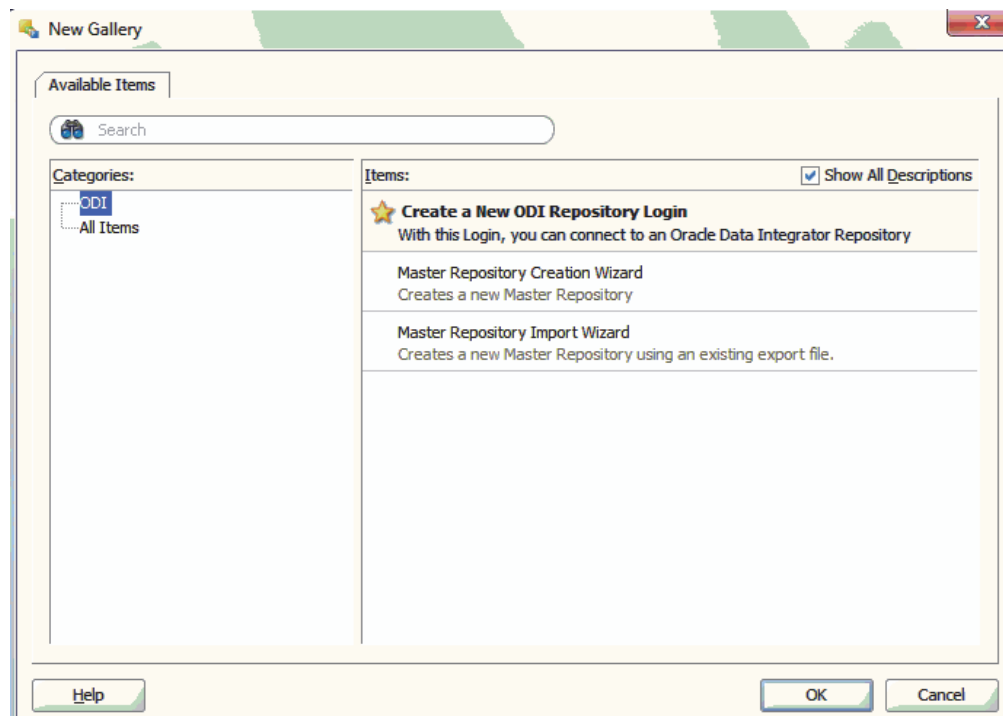 New Gallery
Available Items
Search
Categories:
ODI
All Items
Items:
Show All Descriptions
Create a New ODI Repository Login
With this Login, you can connect to an Oracle Data Integrator Repository
Master Repository Creation Wizard
Creates a new Master Repository
Master Repository Import Wizard
Creates a new Master Repository using an existing export file.
Help
OK
Cancel